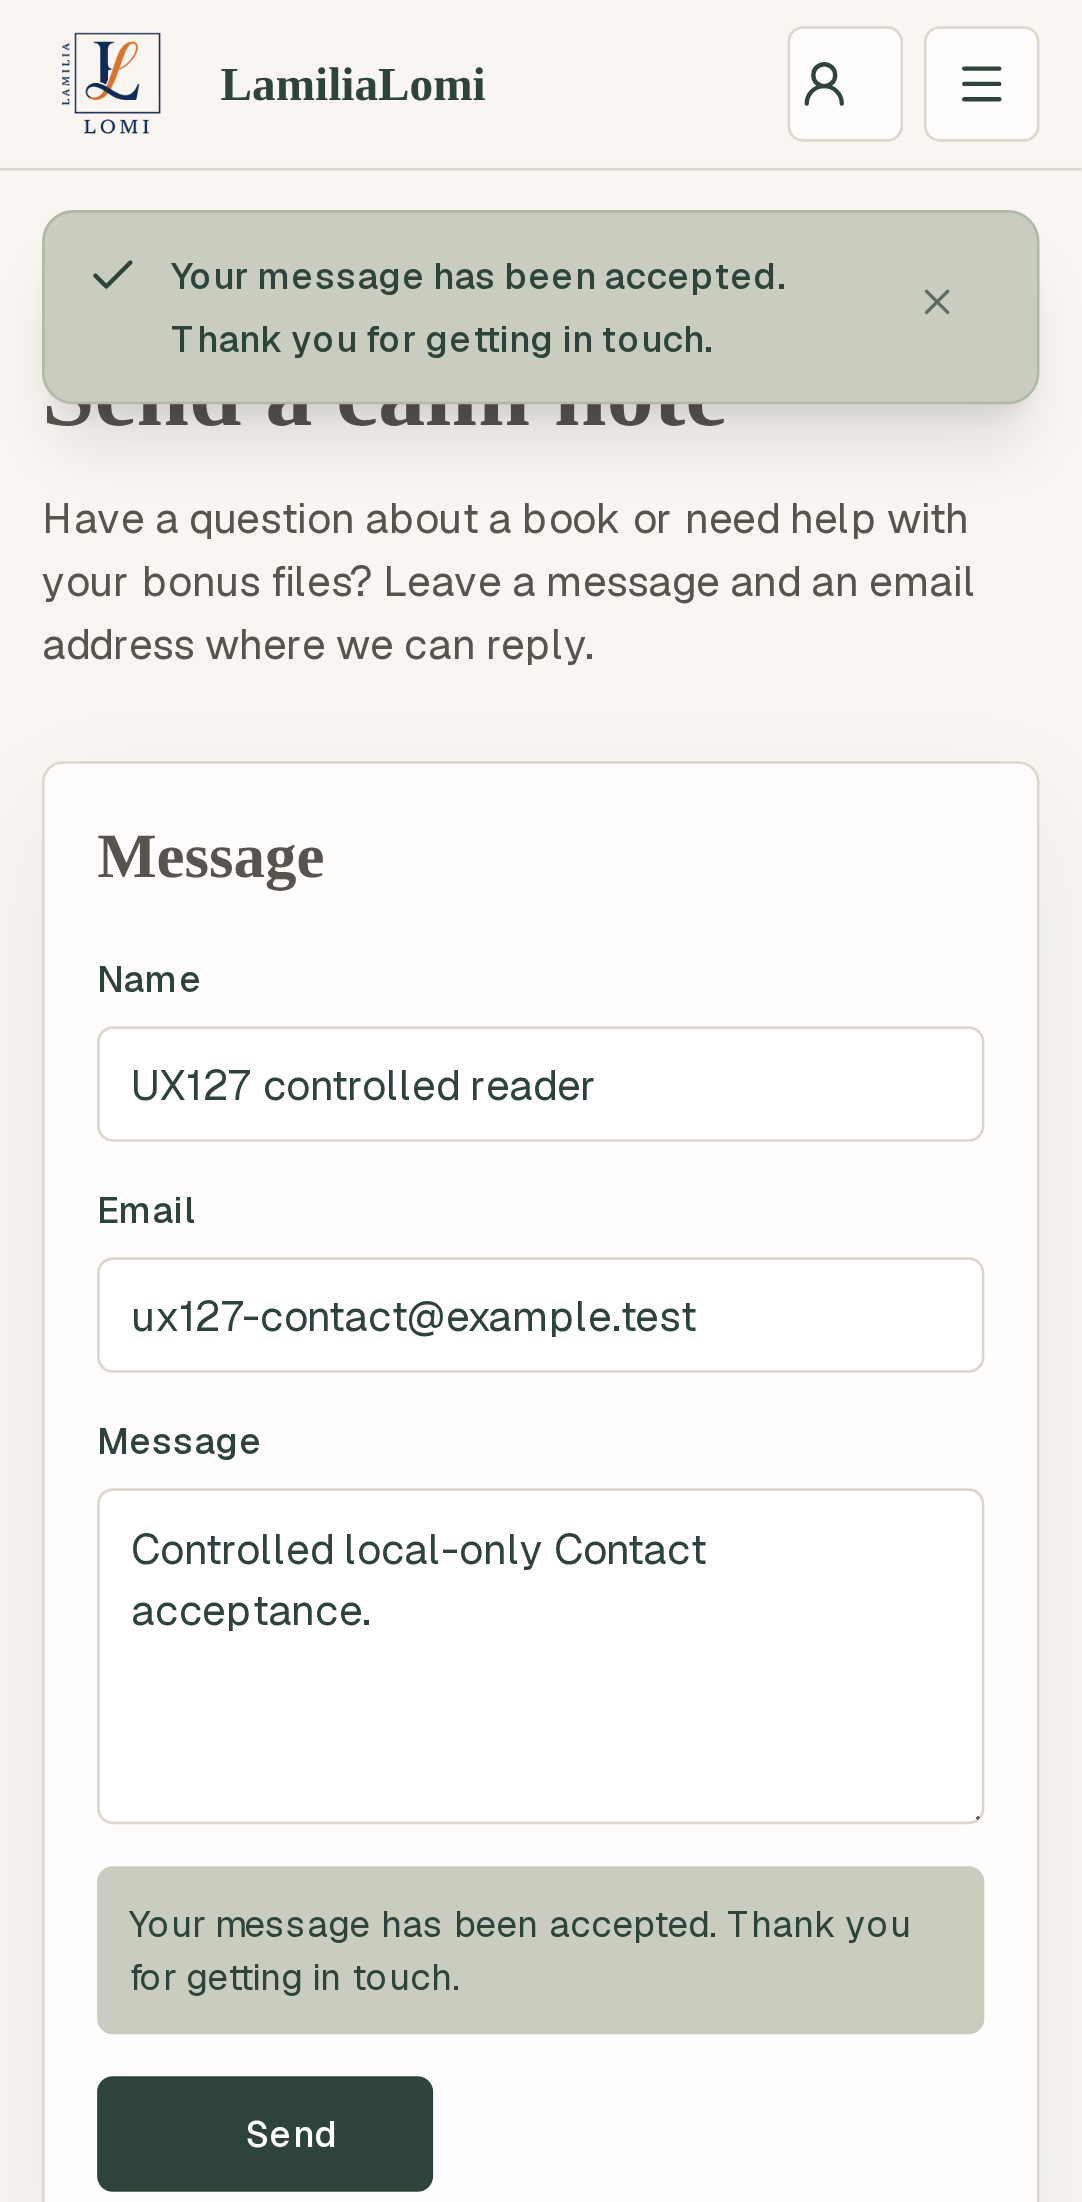 LAMILIA
L L
LOMI
LamiliaLomi
Your message has been accepted.
Thank you for getting in touch.
Send a calm note
Have a question about a book or need help with
your bonus files? Leave a message and an email
address where we can reply.
Message
Name
UX127 controlled reader
Email
ux127-contact@example.test
Message
Controlled local-only Contact
acceptance.
Your message has been accepted. Thank you
for getting in touch.
Send